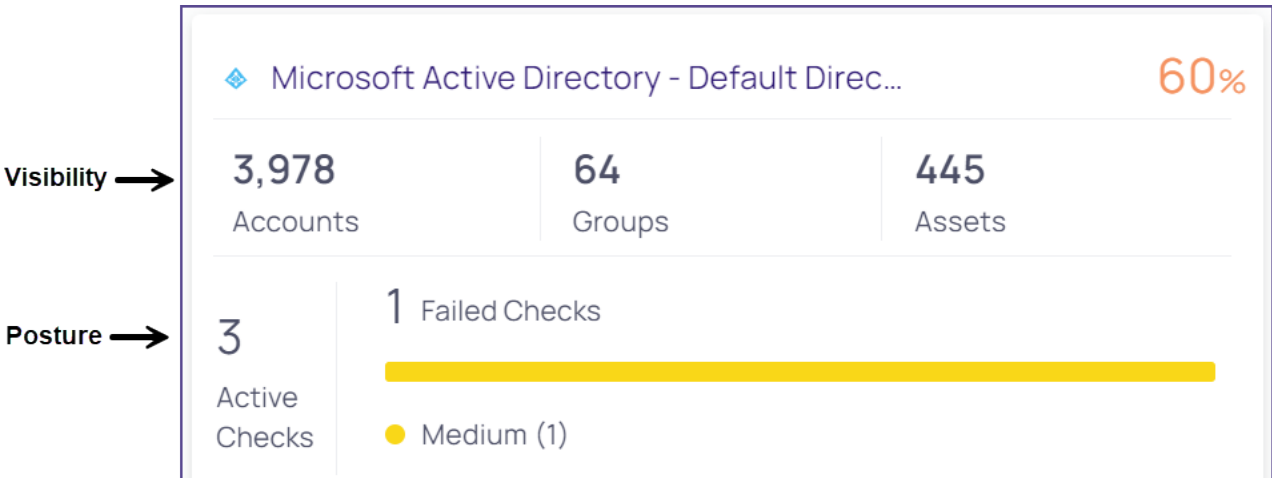 Microsoft Active Directory - Default Direc...
60%
Visibility
3,978
64
445
Accounts
Groups
Assets
Posture
3
Active
Checks
1 Failed Checks
Medium (1)